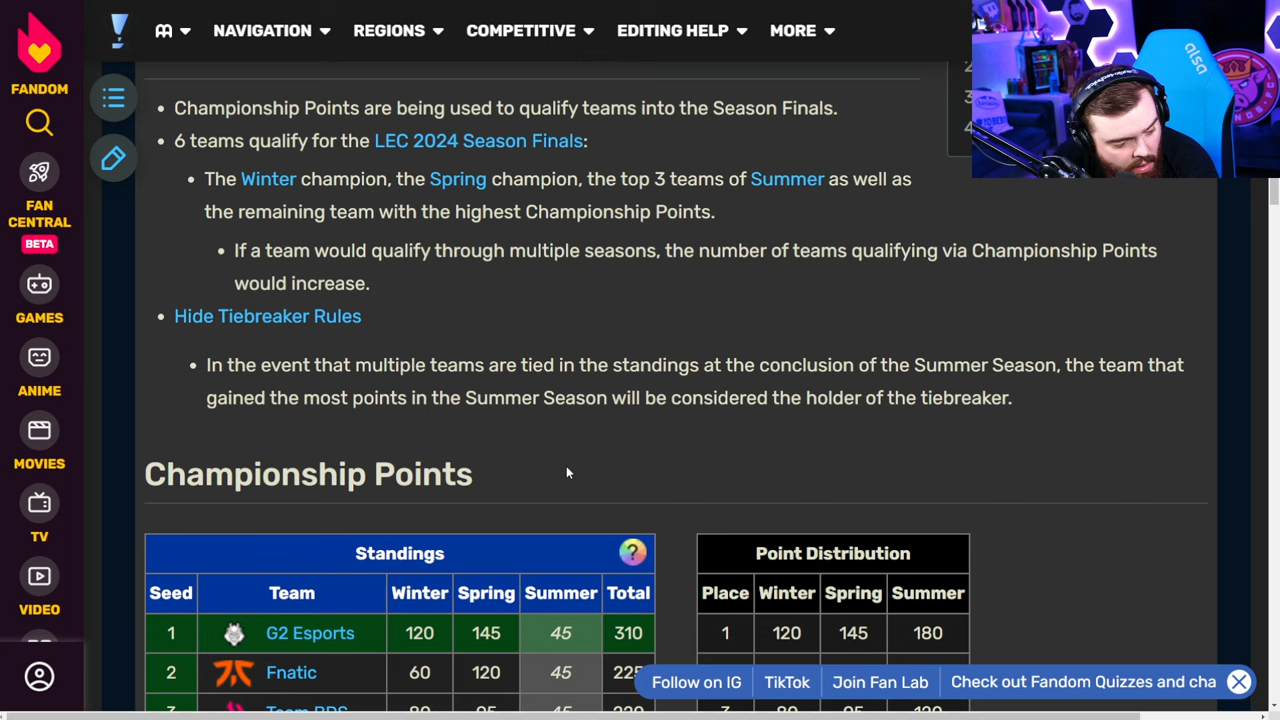 FANDOM
FAN
CENTRAL
BETA
GAMES
ANIME
MOVIES
TV
VIDEO
NAVIGATION
REGIONS
COMPETITIVE
EDITING HELP
MORE
alsa
Championship Points are being used to qualify teams into the Season Finals.
6 teams qualify for the LEC 2024 Season Finals:
The Winter champion, the Spring champion, the top 3 teams of Summer as well as
the remaining team with the highest Championship Points.
If a team would qualify through multiple seasons, the number of teams qualifying via Championship Points
would increase.
Hide Tiebreaker Rules
In the event that multiple teams are tied in the standings at the conclusion of the Summer Season, the team that
gained the most points in the Summer Season will be considered the holder of the tiebreaker.
Championship Points
Standings ?
Seed Team Winter Spring Summer Total
1 G2 Esports 120 145 45 310
2 Fnatic 60 120 45 225
Point Distribution
Place Winter Spring Summer
1 120 145 180
Follow on IG TikTok Join Fan Lab Check out Fandom Quizzes and cha